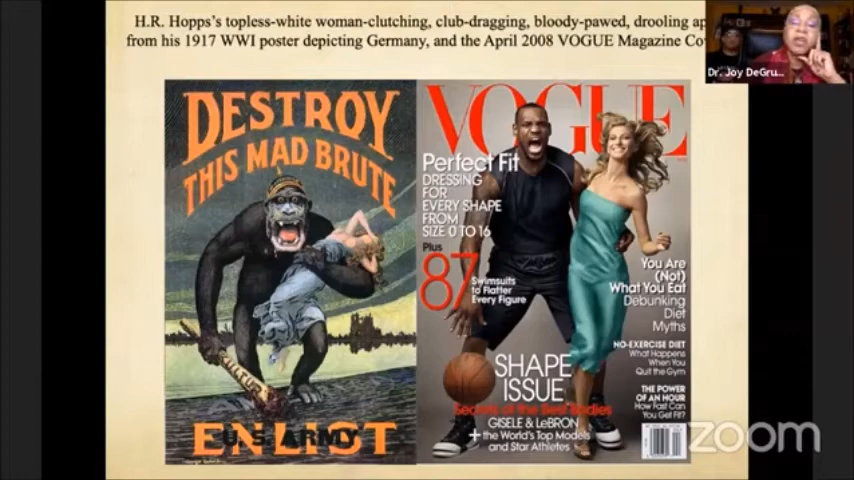 H.R. Hopps's topless-white woman-clutching, club-dragging, bloody-pawed, drooling ap
from his 1917 WWI poster depicting Germany, and the April 2008 VOGUE Magazine Co
Dr. Joy DeGru...
DESTROY
THIS MAD BRUTE
KULTUR
ENLIST
U.S. ARMY
VOGUE
Perfect Fit
DRESSING
FOR
EVERY SHAPE
FROM
SIZE 0 TO 16
Plus
87
Swimsuits
to Flatter
Every Figure
You Are
(Not)
What You Eat
Debunking
Diet
Myths
NO-EXERCISE DIET
What Happens
When You
Quit the Gym
THE POWER
OF AN HOUR
How Fast Can
You Get Fit?
SHAPE
ISSUE
Secrets of the Best Bodies
GISELE & LeBRON
+ the World's Top Models
and Star Athletes
zoom